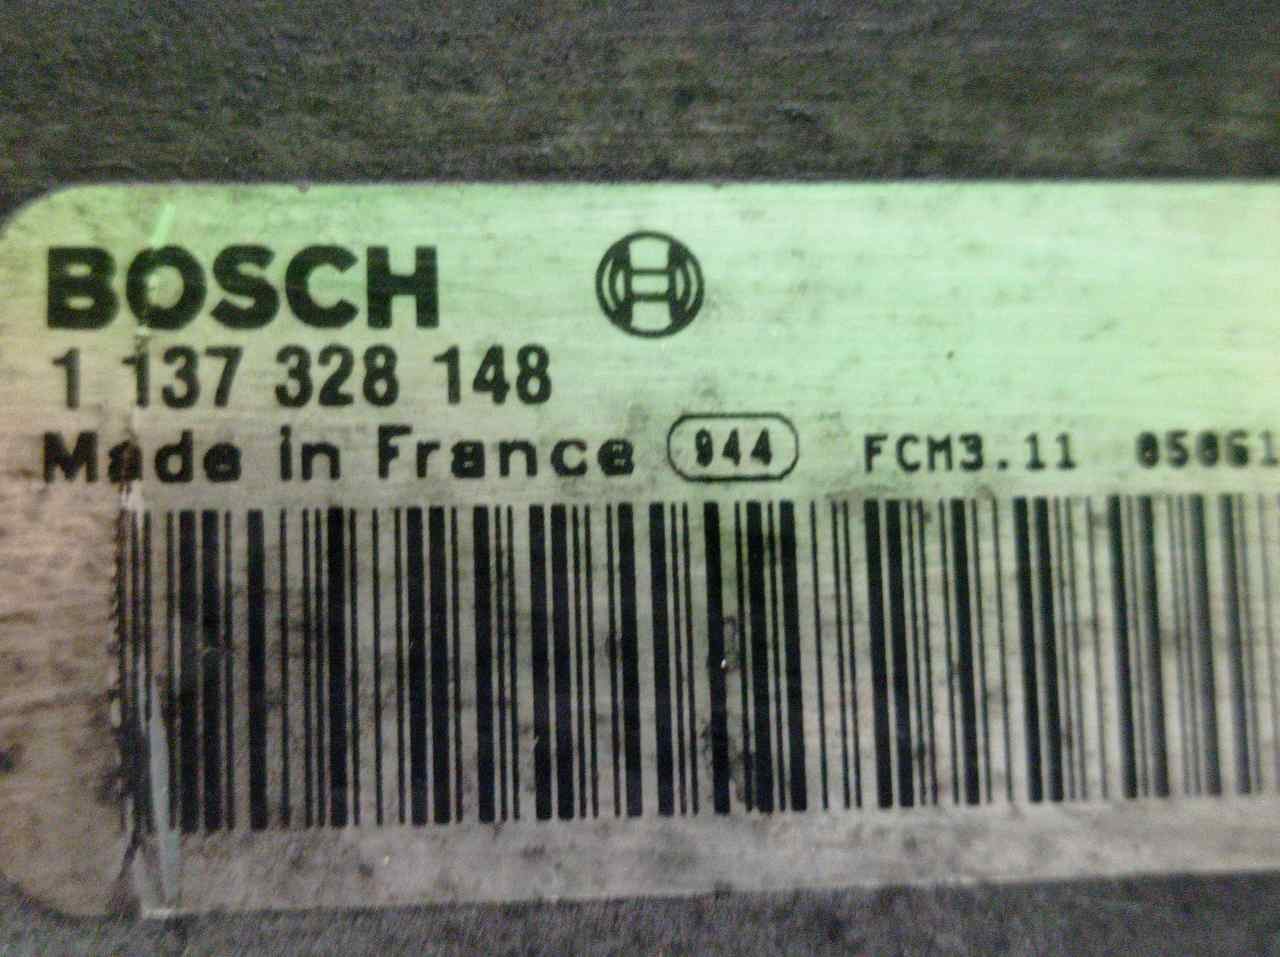 BOSCH
1 137 328 148
Made in France 944 FCM3.11